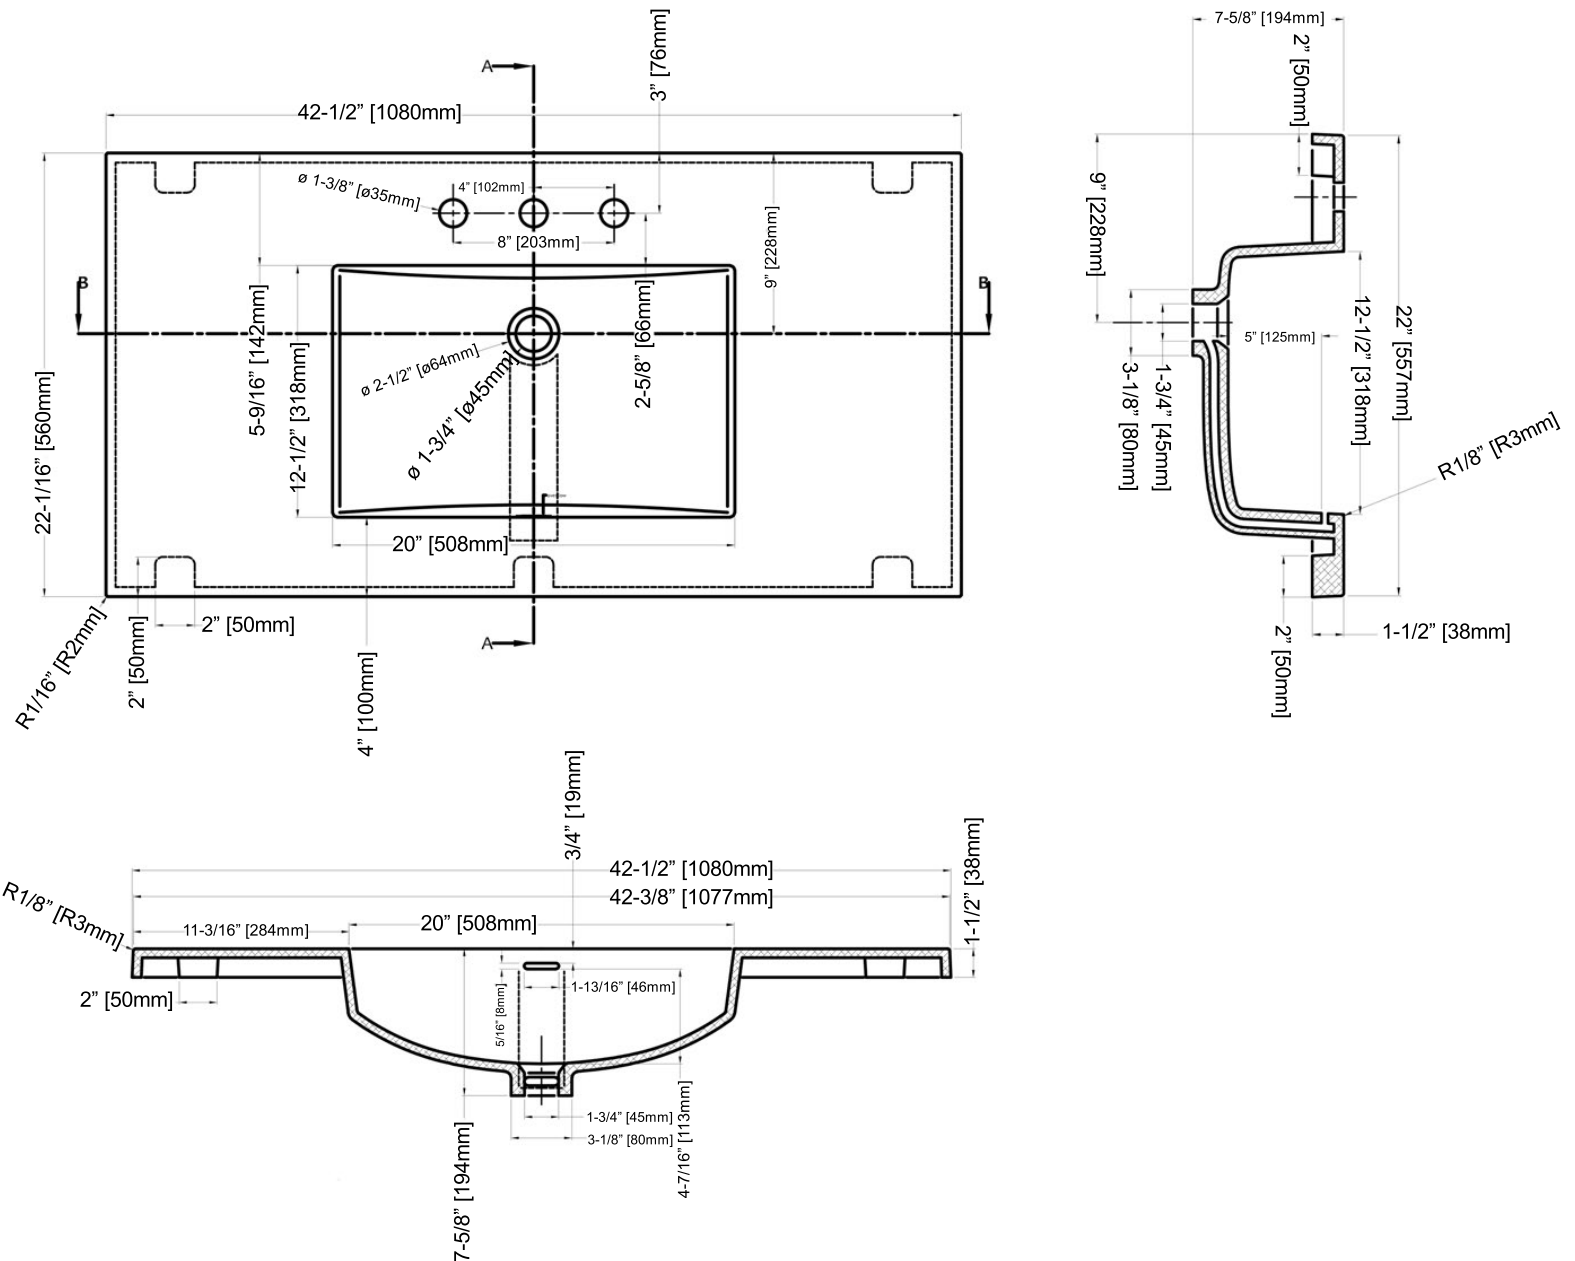 A
3” [76mm]
42-1/2” [1080mm]
ø 1-3/8” [ø35mm]
4” [102mm]
8” [203mm]
9” [228mm]
B
B
5-9/16” [142mm]
12-1/2” [318mm]
2-5/8” [66mm]
ø 2-1/2” [ø64mm]
ø 1-3/4” [ø45mm]
22-1/16” [560mm]
20” [508mm]
R1/16” [R2mm]
2” [50mm]
2” [50mm]
4” [100mm]
A
7-5/8” [194mm]
2” [50mm]
9” [228mm]
5” [125mm]
12-1/2” [318mm]
22” [557mm]
3-1/8” [80mm]
1-3/4” [45mm]
R1/8” [R3mm]
2” [50mm]
1-1/2” [38mm]
3/4” [19mm]
42-1/2” [1080mm]
42-3/8” [1077mm]
1-1/2” [38mm]
R1/8” [R3mm]
11-3/16” [284mm]
20” [508mm]
2” [50mm]
5/16” [8mm]
1-13/16” [46mm]
1-3/4” [45mm]
3-1/8” [80mm]
4-7/16” [113mm]
7-5/8” [194mm]